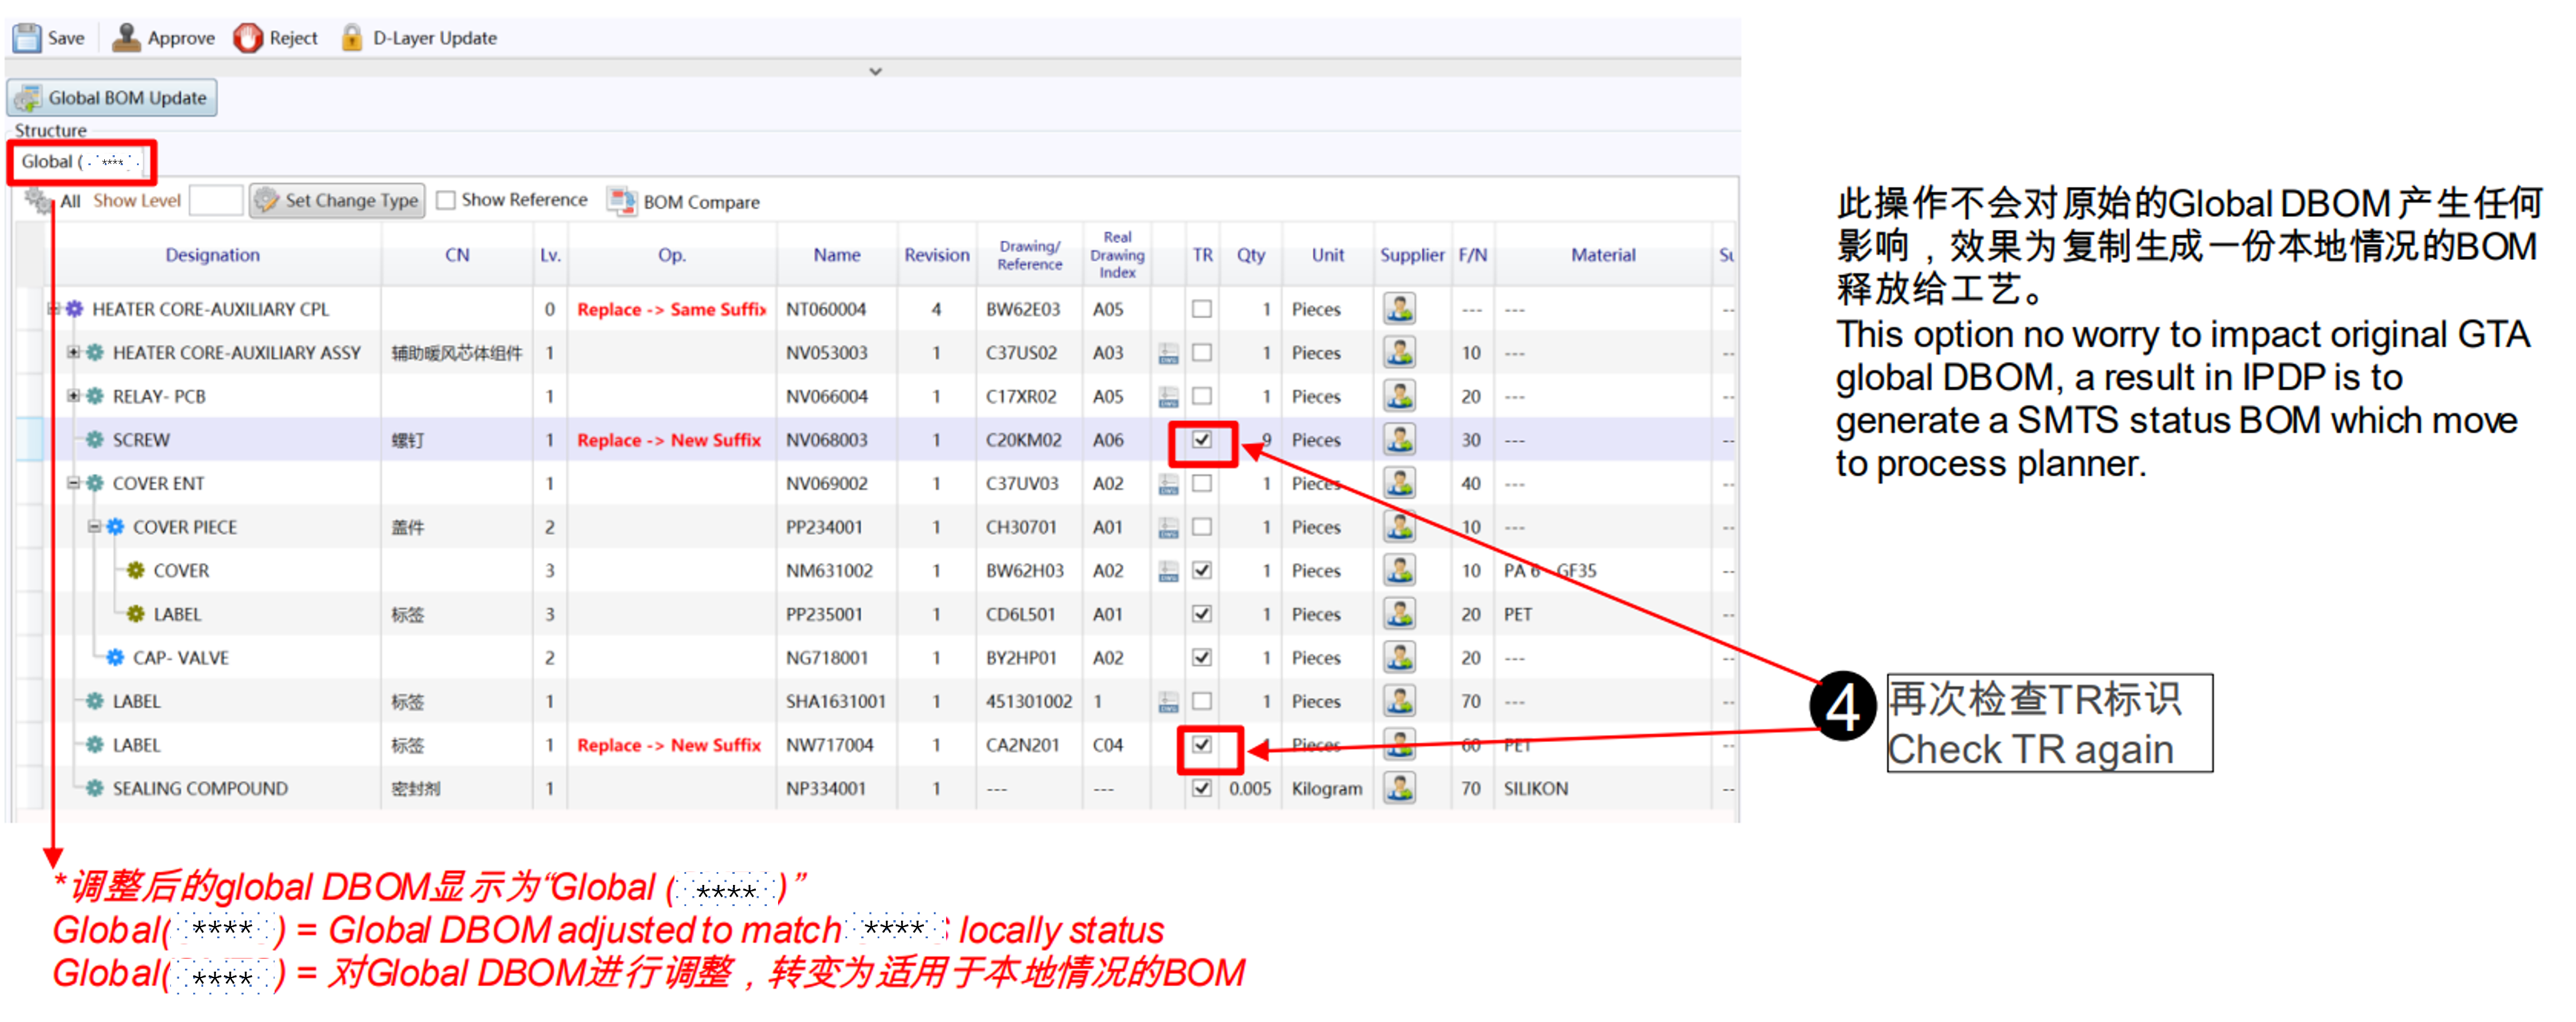 Save Approve Reject D-Layer Update
Global BOM Update
Structure
Global ( ****
All Show Level Set Change Type Show Reference BOM Compare
Designation CN Lv. Op. Name Revision Drawing/ Reference Real Drawing Index TR Qty Unit Supplier F/N Material
HEATER CORE-AUXILIARY CPL 0 Replace -> Same Suffix NT060004 4 BW62E03 A05 1 Pieces --- --- --
HEATER CORE-AUXILIARY ASSY 辅助暖风芯体组件 1 NV053003 1 C37US02 A03 1 Pieces 10 --- --
RELAY- PCB 1 NV066004 1 C17XR02 A05 1 Pieces 20 --- --
SCREW 螺钉 1 Replace -> New Suffix NV068003 1 C20KM02 A06 9 Pieces 30 --- --
COVER ENT 1 NV069002 1 C37UV03 A02 1 Pieces 40 --- --
COVER PIECE 盖件 2 PP234001 1 CH30701 A01 1 Pieces 10 --- --
COVER 3 NM631002 1 BW62H03 A02 1 Pieces 10 PA 6 - GF35 --
LABEL 标签 3 PP235001 1 CD6L501 A01 1 Pieces 20 PET --
CAP- VALVE 2 NG718001 1 BY2HP01 A02 1 Pieces 20 --- --
LABEL 标签 1 SHA1631001 1 451301002 1 1 Pieces 70 --- --
LABEL 标签 1 Replace -> New Suffix NW717004 1 CA2N201 C04 Pieces 60 PET --
SEALING COMPOUND 密封剂 1 NP334001 1 --- --- 0.005 Kilogram 70 SILIKON --
此操作不会对原始的Global DBOM 产生任何
影响，效果为复制生成一份本地情况的BOM
释放给工艺。
This option no worry to impact original GTA
global DBOM, a result in IPDP is to
generate a SMTS status BOM which move
to process planner.
4
再次检查TR标识
Check TR again
*调整后的global DBOM显示为“Global ( **** )”
Global( **** ) = Global DBOM adjusted to match **** locally status
Global( **** ) = 对Global DBOM进行调整，转变为适用于本地情况的BOM